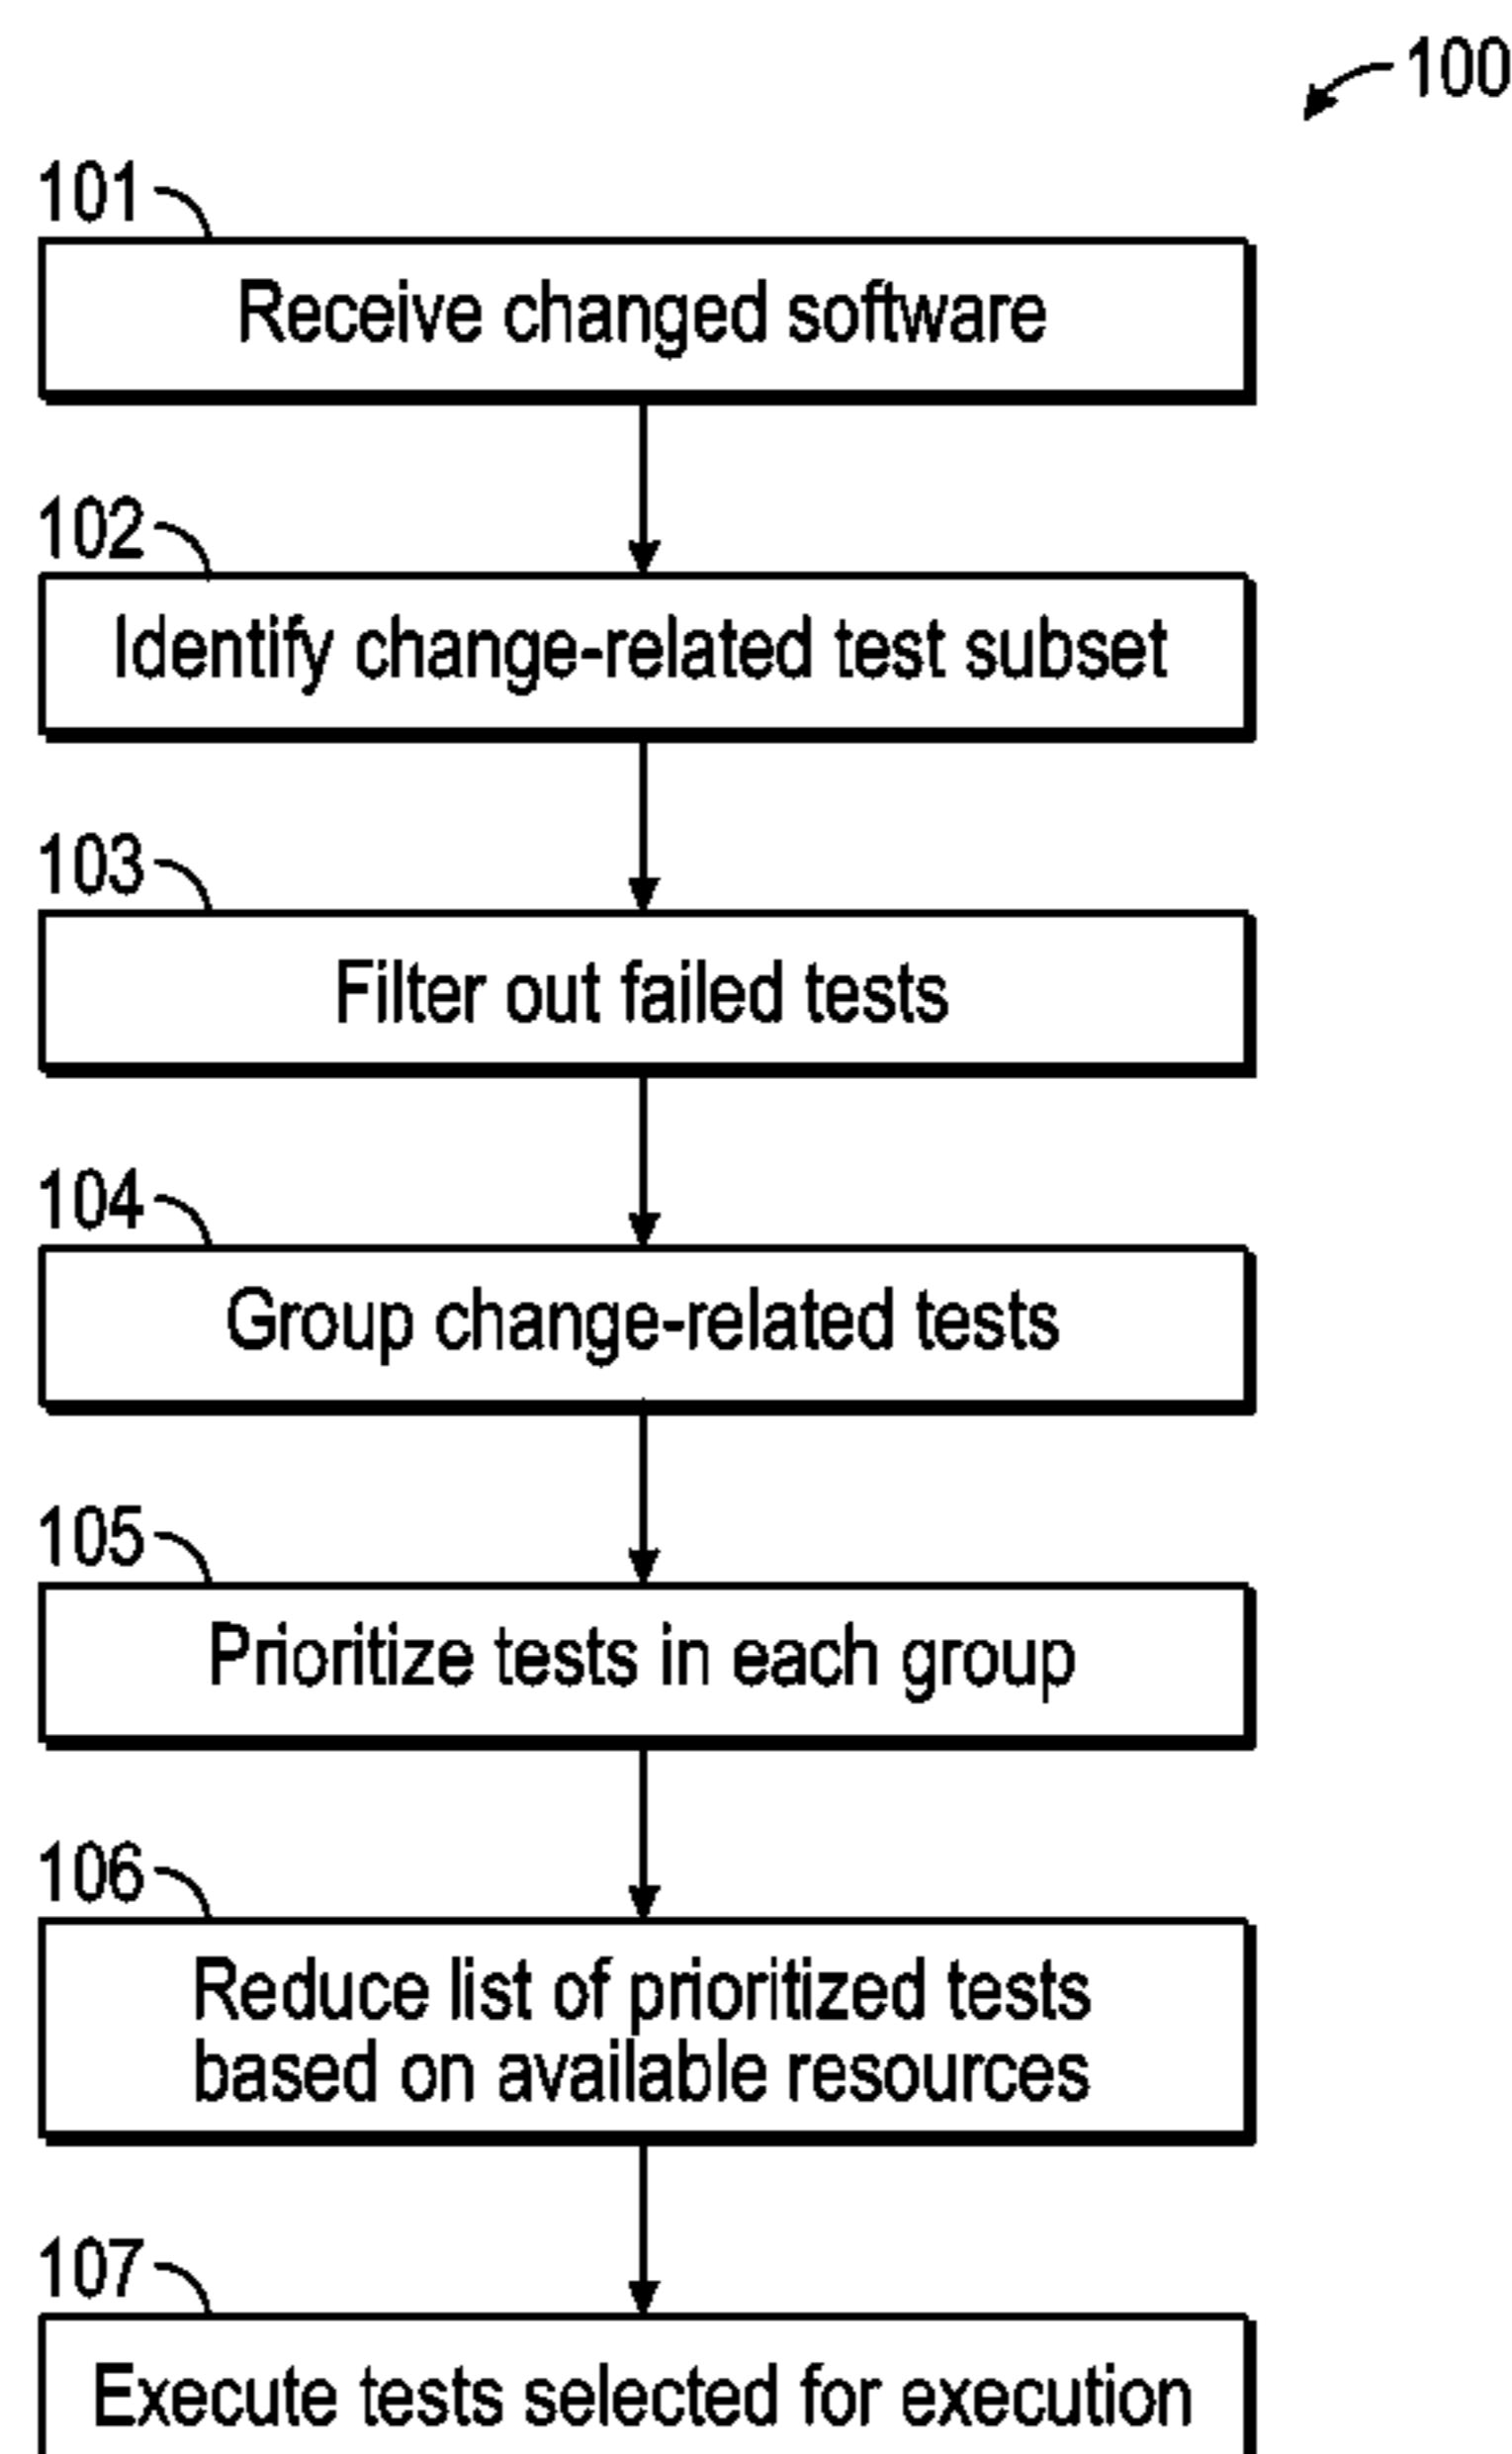 100
101
Receive changed software
102
Identify change-related test subset
103
Filter out failed tests
104
Group change-related tests
105
Prioritize tests in each group
106
Reduce list of prioritized tests
based on available resources
107
Execute tests selected for execution